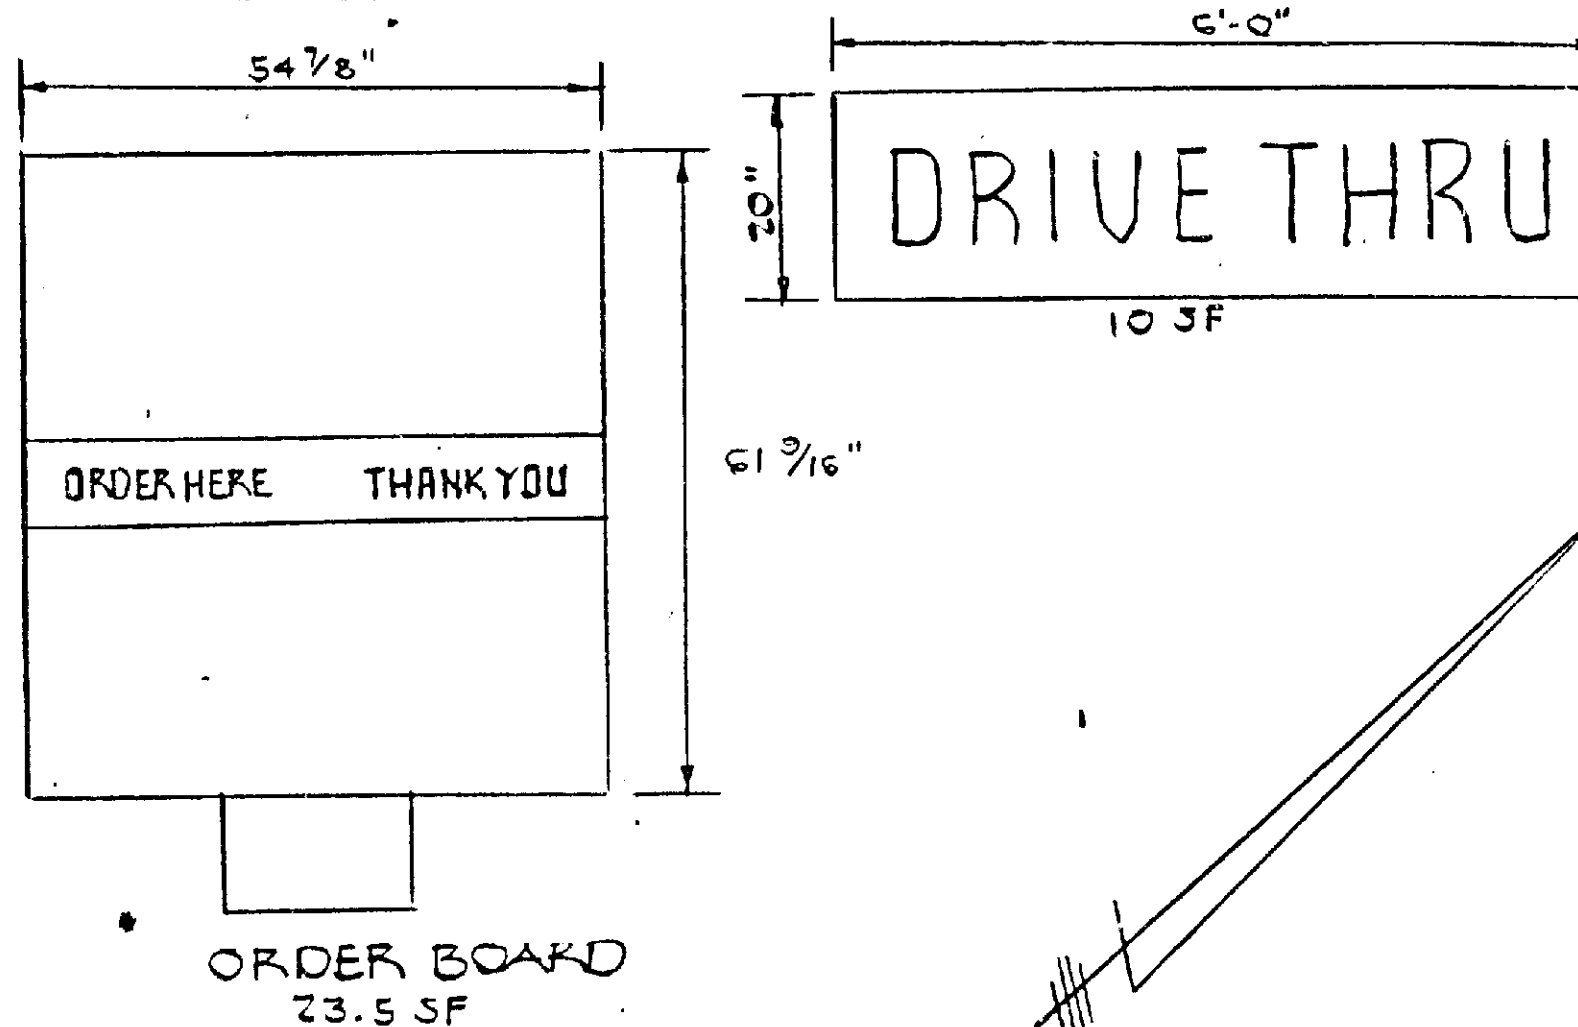 54 7/8"
6'-0"
20"
DRIVE THRU
10 SF
ORDER HERE THANK YOU
61 9/16"
ORDER BOARD
23.5 SF